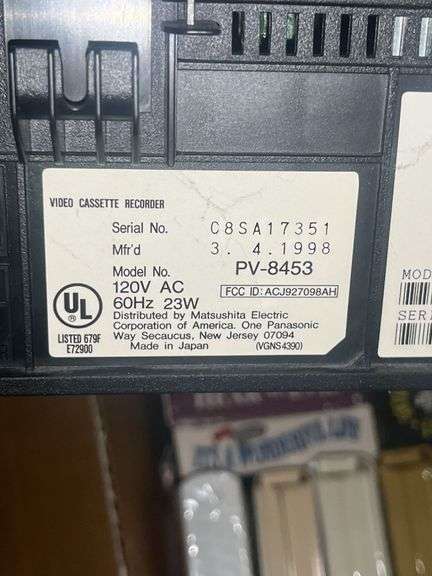 VIDEO CASSETTE RECORDER
Serial No. C8SA17351
Mfr'd 3. 4.1998
Model No. PV-8453
120V AC
60Hz 23W
FCC ID: ACJ927098AH
UL ®
LISTED 679F
E72900
Distributed by Matsushita Electric
Corporation of America. One Panasonic
Way Secaucus, New Jersey 07094
Made in Japan (VGNS4390)
MOD
SER